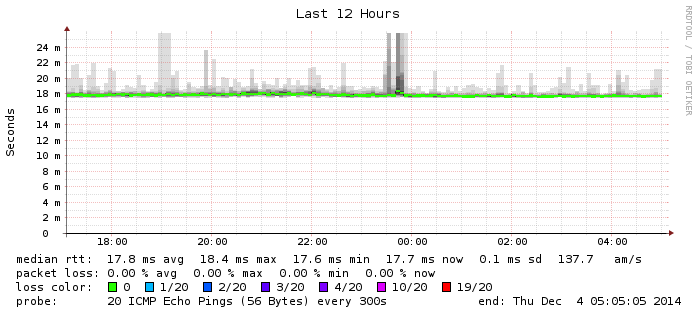 Last 12 Hours
RRDTOOL / TOBI OETIKER
Seconds
24 m
22 m
20 m
18 m
16 m
14 m
12 m
10 m
8 m
6 m
4 m
2 m
0
18:00 20:00 22:00 00:00 02:00 04:00
median rtt: 17.8 ms avg 18.4 ms max 17.6 ms min 17.7 ms now 0.1 ms sd 137.7 am/s
packet loss: 0.00 % avg 0.00 % max 0.00 % min 0.00 % now
loss color: 0 1/20 2/20 3/20 4/20 10/20 19/20
probe: 20 ICMP Echo Pings (56 Bytes) every 300s end: Thu Dec 4 05:05:05 2014